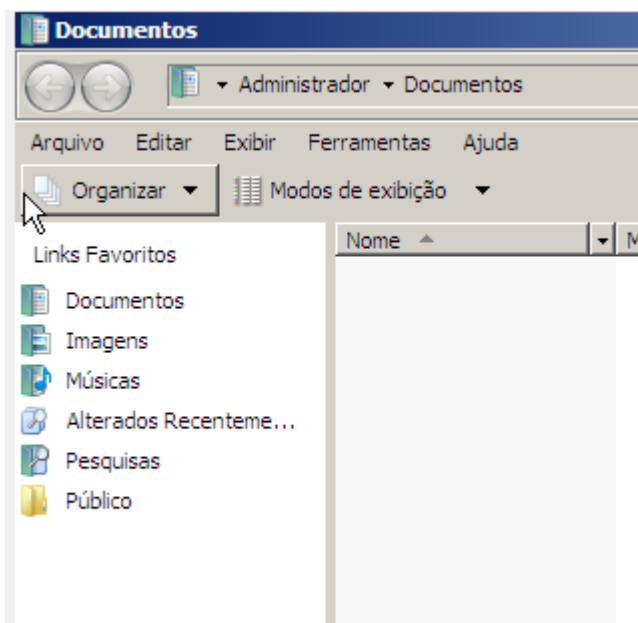 Documentos
Administrador Documentos
Arquivo Editar Exibir Ferramentas Ajuda
Organizar Modos de exibição
Links Favoritos
Nome
Documentos
Imagens
Músicas
Alterados Recenteme...
Pesquisas
Público